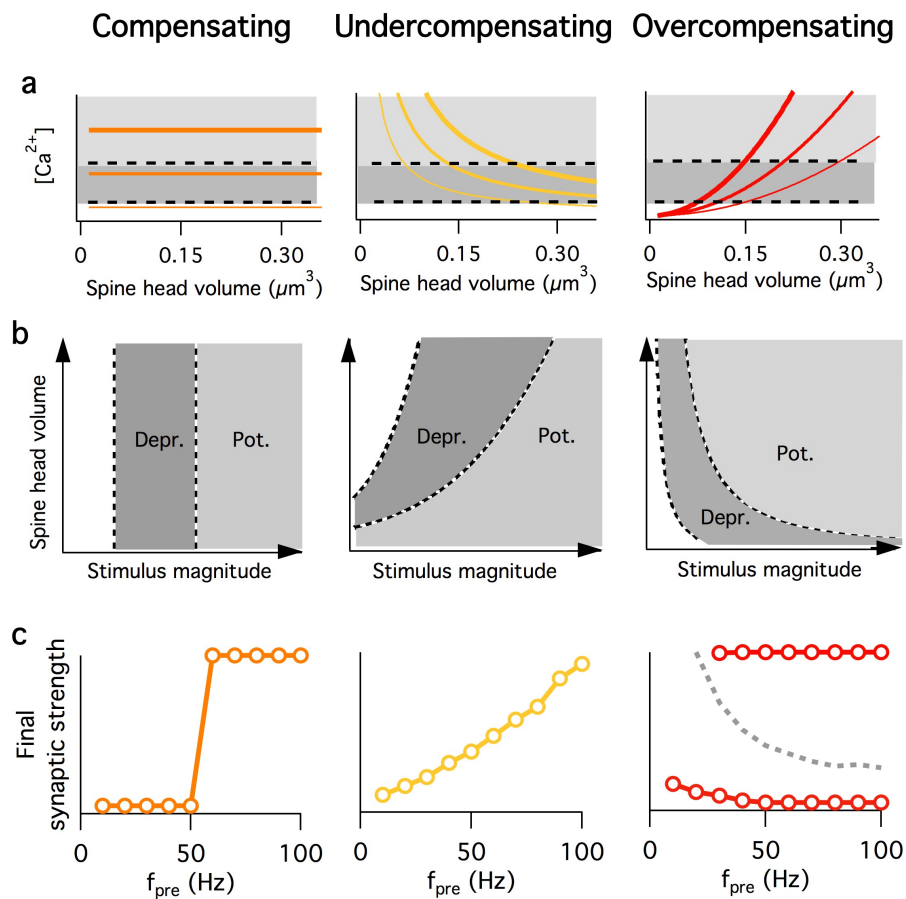 Compensating Undercompensating Overcompensating
a
[Ca²⁺]
0 0.15 0.30 0 0.15 0.30 0 0.15 0.30
Spine head volume (μm³) Spine head volume (μm³) Spine head volume (μm³)
b
Spine head volume
Depr. Pot. Depr. Pot. Pot.
Depr.
Stimulus magnitude Stimulus magnitude Stimulus magnitude
c
Final
synaptic strength
0 50 100 0 50 100 0 50 100
f_pre (Hz) f_pre (Hz) f_pre (Hz)